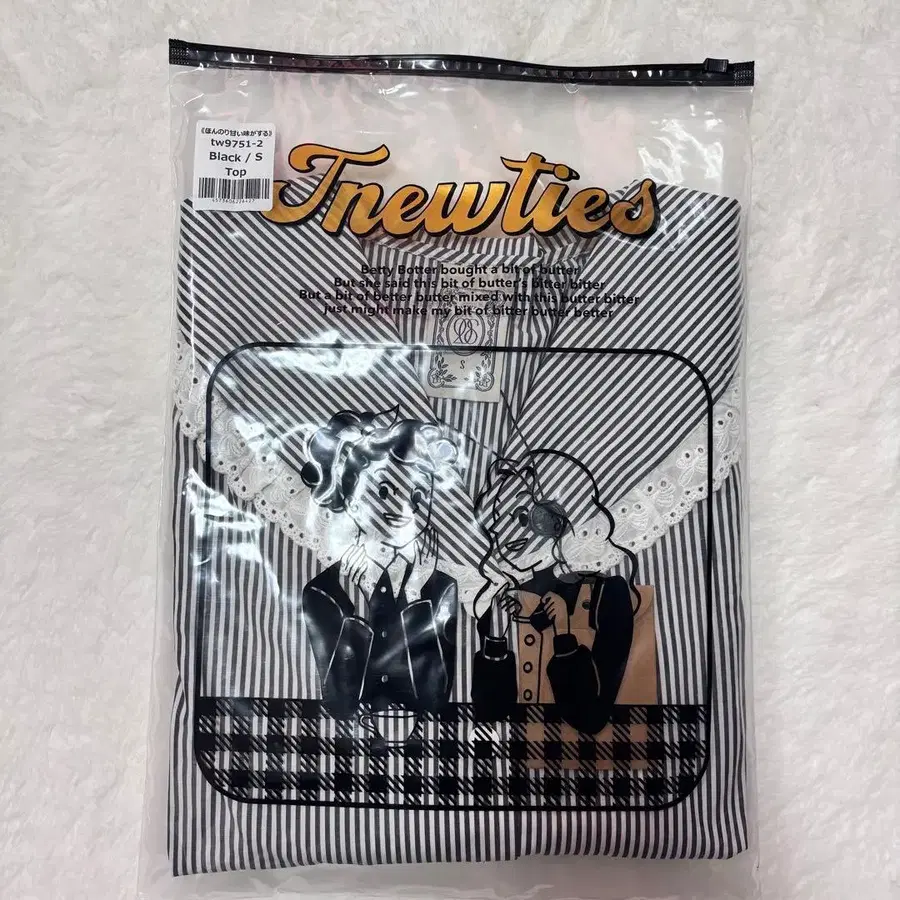 《ほんのり甘い味がする》
tw9751-2
Black / S
Top
Tnewties
Betty Botter bought a bit of butter
But she said this bit of butter's bitter bitter
But a bit of better butter mixed with this butter bitter
just might make my bit of bitter butter better
S